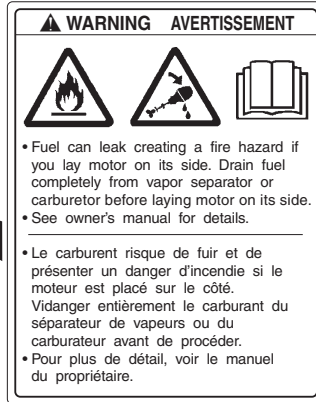 WARNING AVERTISSEMENT
• Fuel can leak creating a fire hazard if
you lay motor on its side. Drain fuel
completely from vapor separator or
carburetor before laying motor on its side.
• See owner's manual for details.
• Le carburent risque de fuir et de
présenter un danger d'incendie si le
moteur est placé sur le côté.
Vidanger entièrement le carburant du
séparateur de vapeurs ou du
carburateur avant de procéder.
• Pour plus de détail, voir le manuel
du propriétaire.